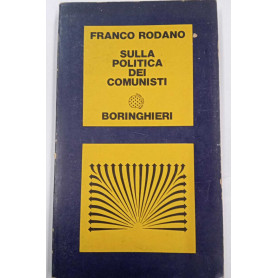 FRANCO RODANO
SULLA
POLITICA
DEI
COMUNISTI
BORINGHIERI